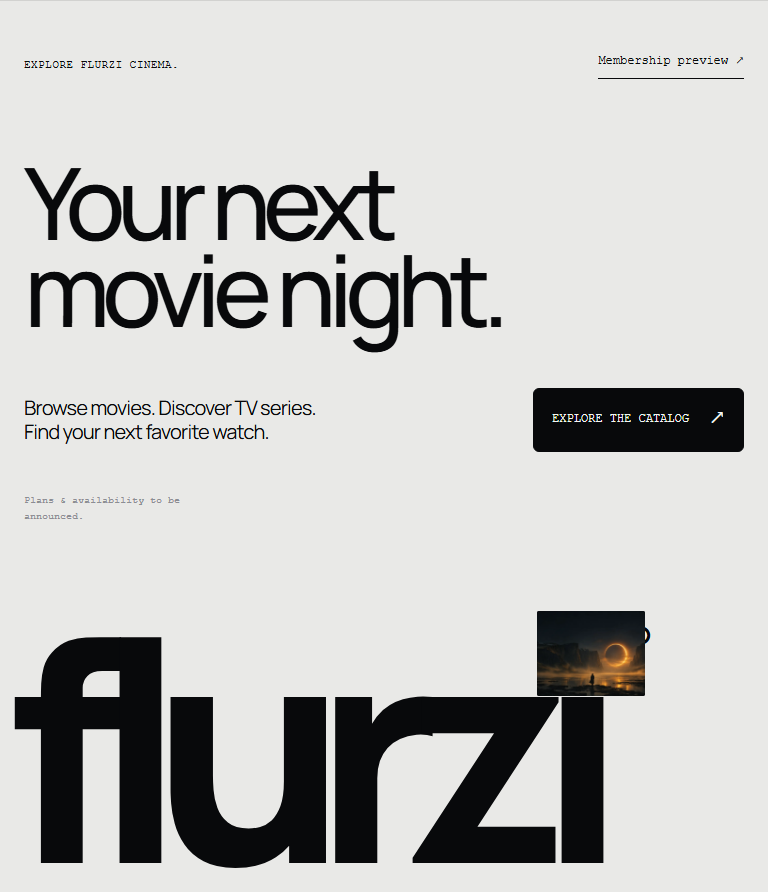 EXPLORE FLURZI CINEMA.
Membership preview ↗
Your next
movie night.
Browse movies. Discover TV series.
Find your next favorite watch.
EXPLORE THE CATALOG ↗
Plans & availability to be
announced.
flurzi